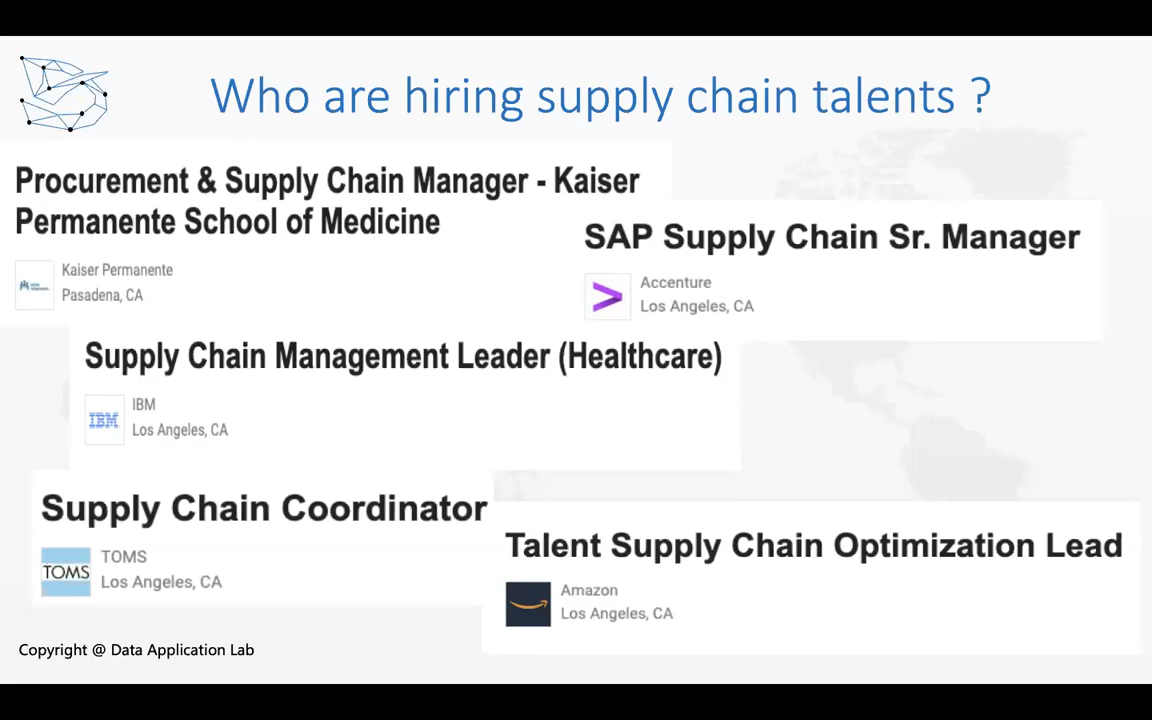 Who are hiring supply chain talents ?
Procurement & Supply Chain Manager - Kaiser
Permanente School of Medicine
Kaiser Permanente
Pasadena, CA
SAP Supply Chain Sr. Manager
Accenture
Los Angeles, CA
Supply Chain Management Leader (Healthcare)
IBM
IBM
Los Angeles, CA
Supply Chain Coordinator
TOMS
TOMS
Los Angeles, CA
Talent Supply Chain Optimization Lead
Amazon
Los Angeles, CA
Copyright @ Data Application Lab